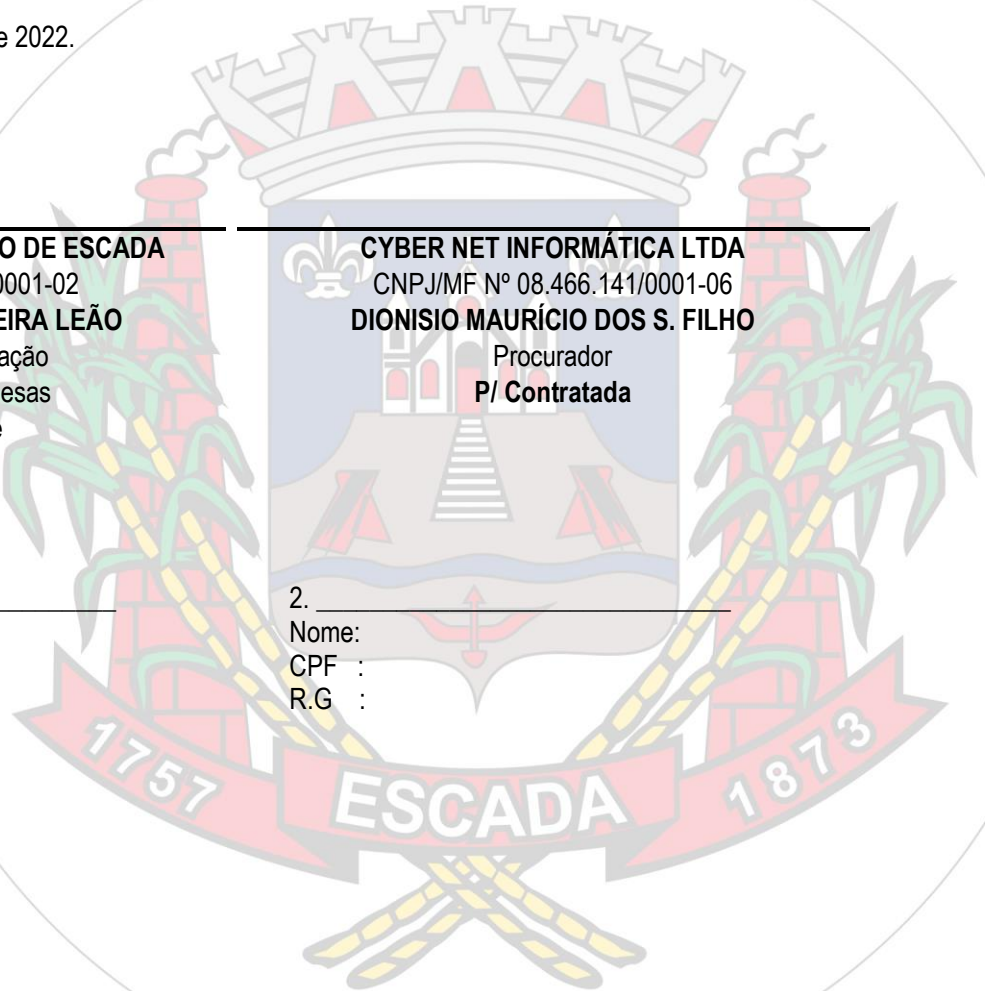 e 2022.
O DE ESCADA
0001-02
EIRA LEÃO
ação
esas
e
CYBER NET INFORMÁTICA LTDA
CNPJ/MF Nº 08.466.141/0001-06
DIONISIO MAURÍCIO DOS S. FILHO
Procurador
P/ Contratada
2. ________________________________
Nome:
CPF :
R.G :
1757
ESCADA
1873